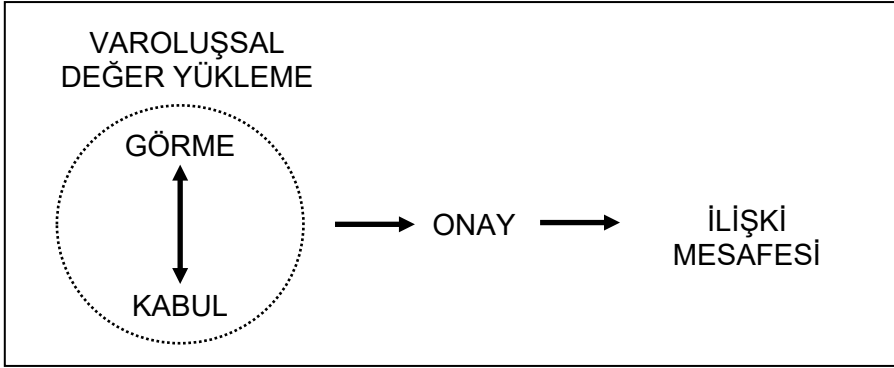 VAROLUŞSAL
DEĞER YÜKLEME
GÖRME
KABUL
ONAY
İLİŞKİ
MESAFESİ